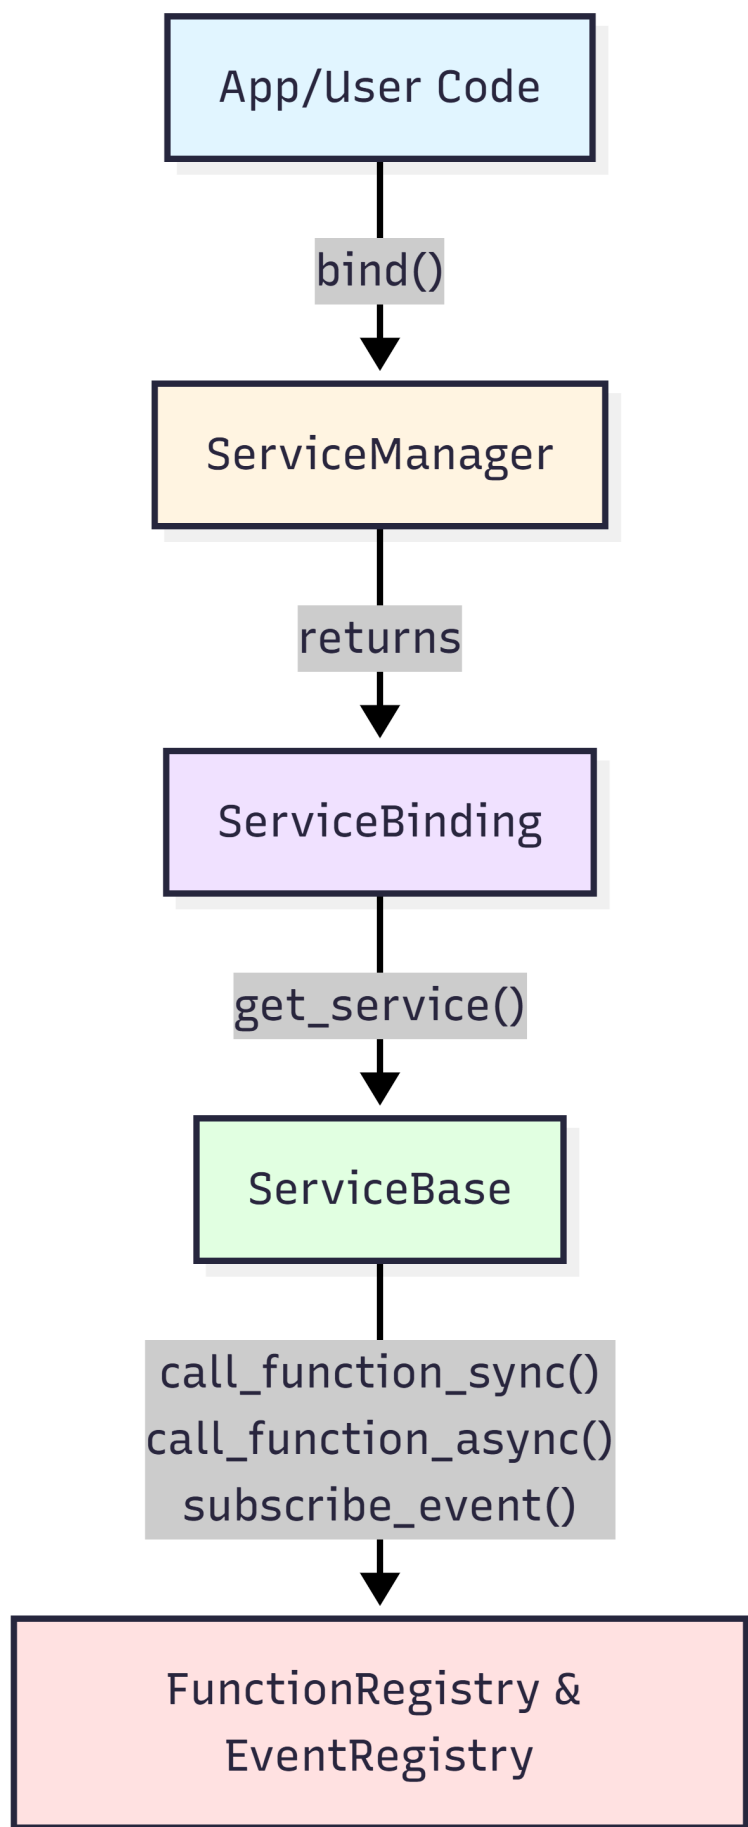 App/User Code
bind()
ServiceManager
returns
ServiceBinding
get_service()
ServiceBase
call_function_sync()
call_function_async()
subscribe_event()
FunctionRegistry &
EventRegistry